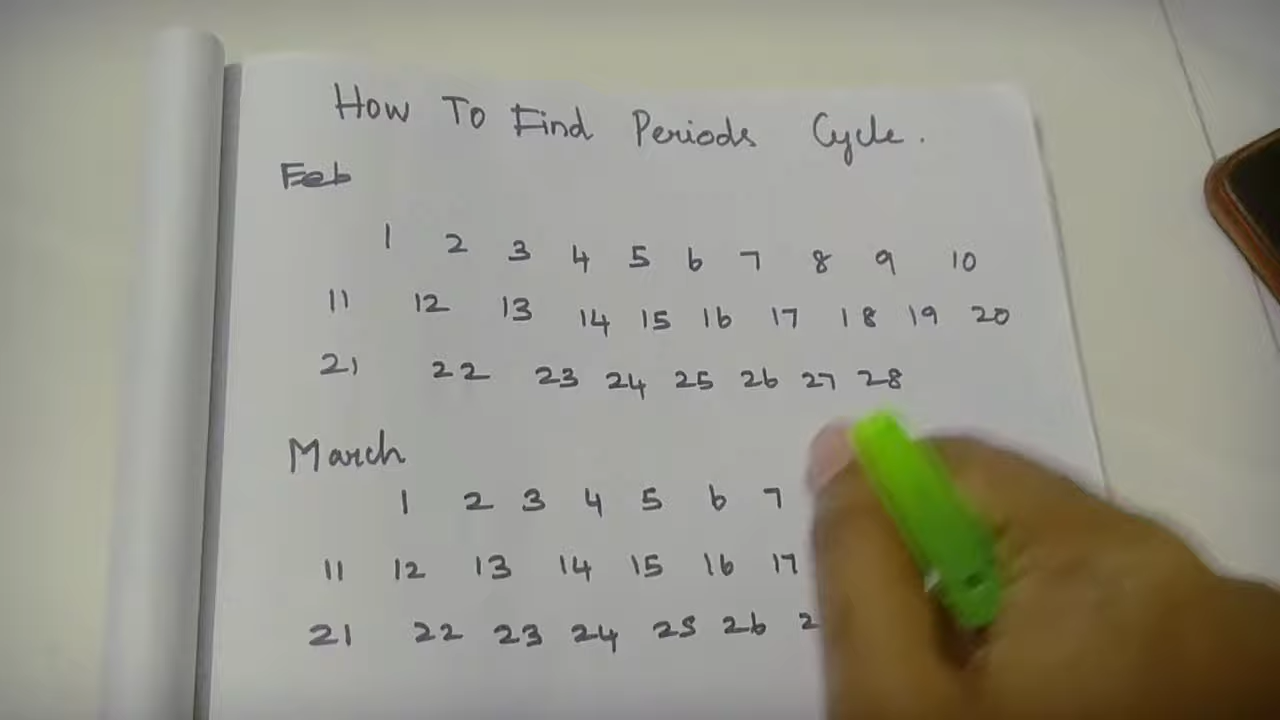 How To Find Periods Cycle.
Feb
1 2 3 4 5 6 7 8 9 10
11 12 13 14 15 16 17 18 19 20
21 22 23 24 25 26 27 28
March
1 2 3 4 5 6 7
11 12 13 14 15 16 17
21 22 23 24 25 26